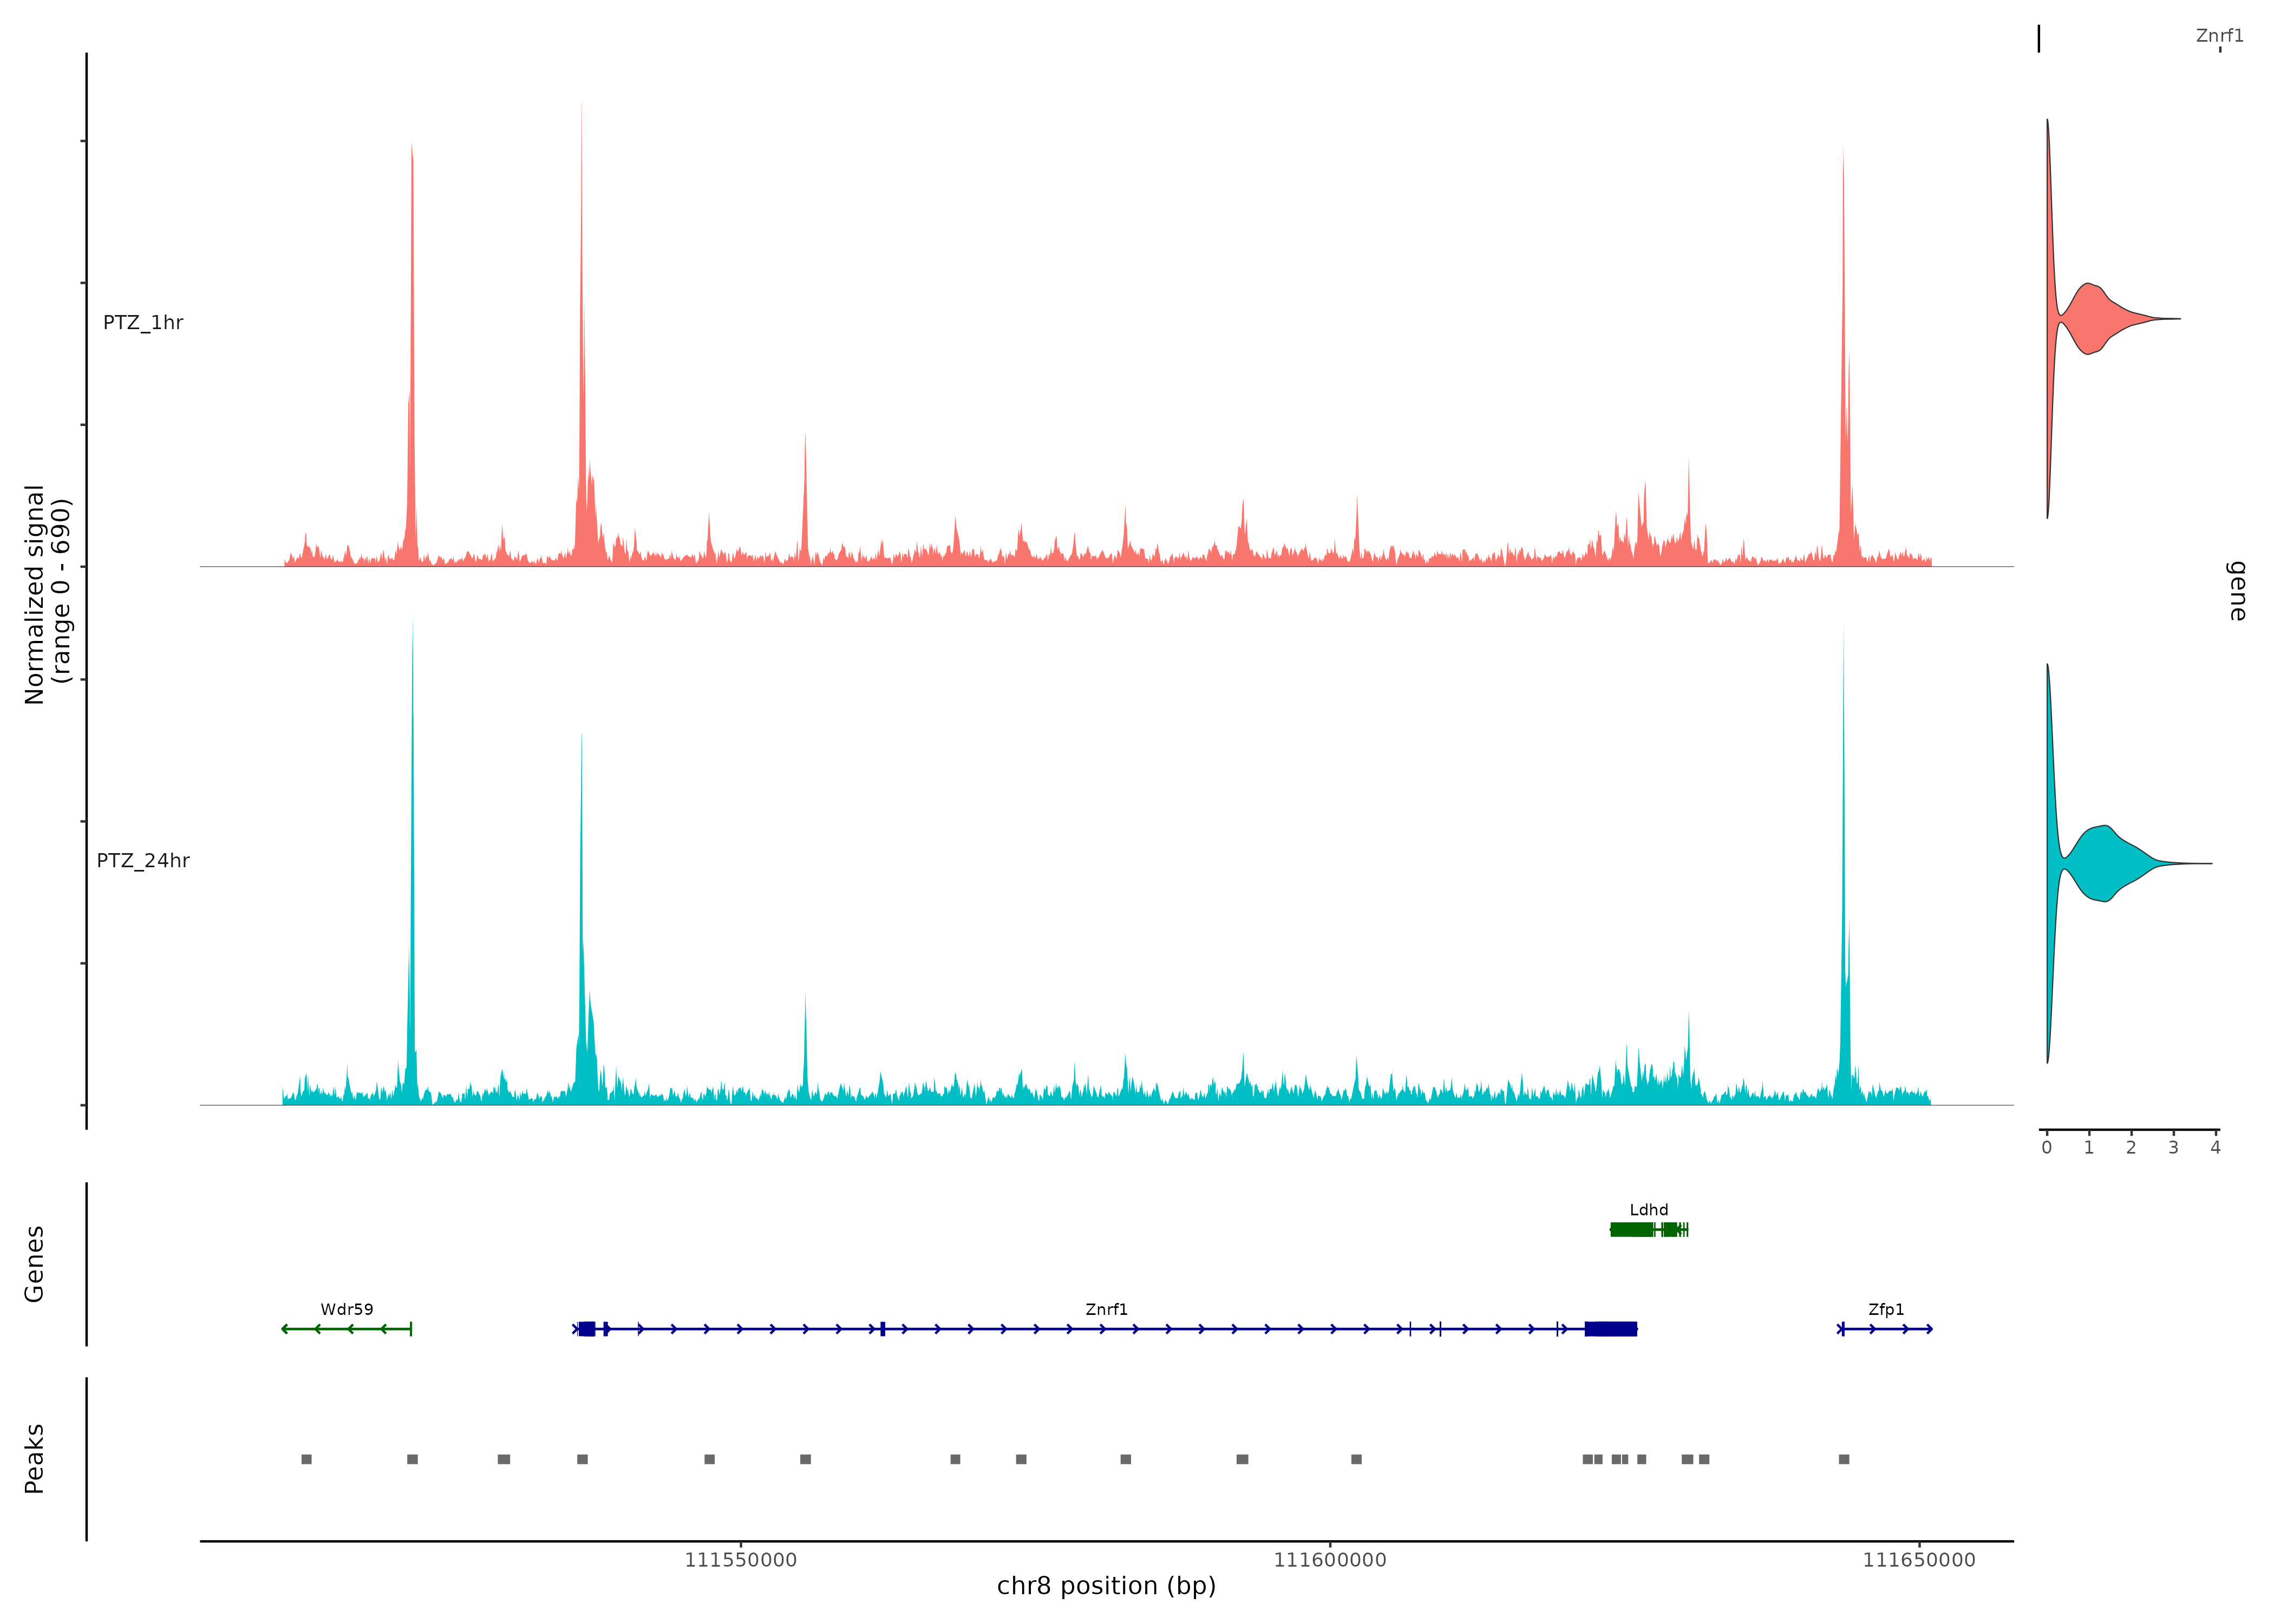 Znrf1
Normalized signal
(range 0 - 690)
PTZ_1hr
PTZ_24hr
gene
0 1 2 3 4
Genes
Ldhd
Wdr59 Znrf1 Zfp1
Peaks
111550000 111600000 111650000
chr8 position (bp)